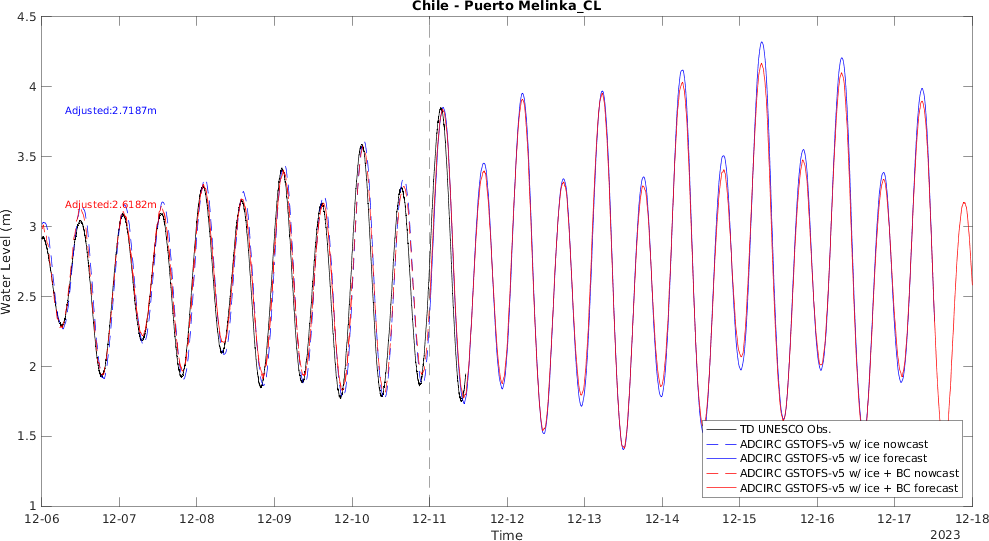 Chile - Puerto Melinka_CL
4.5
4
3.5
3
2.5
2
1.5
1
Water Level (m)
Adjusted:2.7187m
Adjusted:2.6182m
TD UNESCO Obs.
ADCIRC GSTOFS-v5 w/ ice nowcast
ADCIRC GSTOFS-v5 w/ ice forecast
ADCIRC GSTOFS-v5 w/ ice + BC nowcast
ADCIRC GSTOFS-v5 w/ ice + BC forecast
12-06 12-07 12-08 12-09 12-10 12-11 12-12 12-13 12-14 12-15 12-16 12-17 12-18
Time
2023